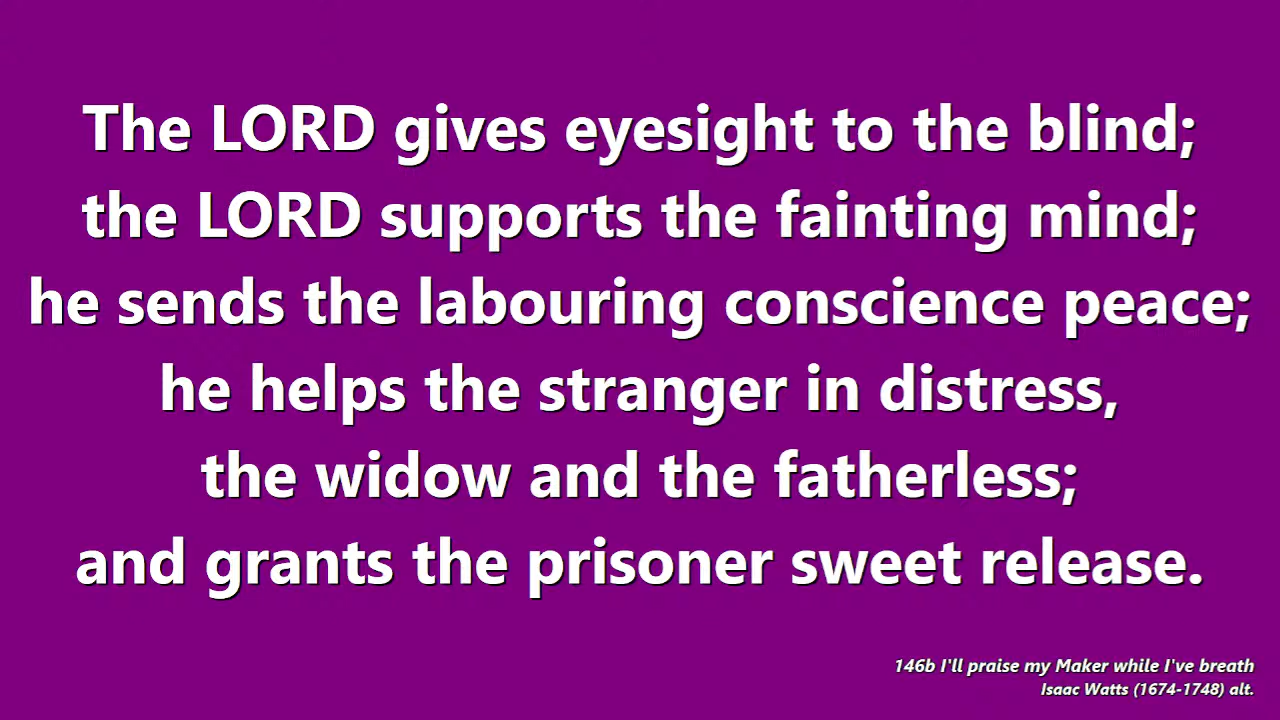 The LORD gives eyesight to the blind;
the LORD supports the fainting mind;
he sends the labouring conscience peace;
he helps the stranger in distress,
the widow and the fatherless;
and grants the prisoner sweet release.
146b I'll praise my Maker while I've breath
Isaac Watts (1674-1748) alt.